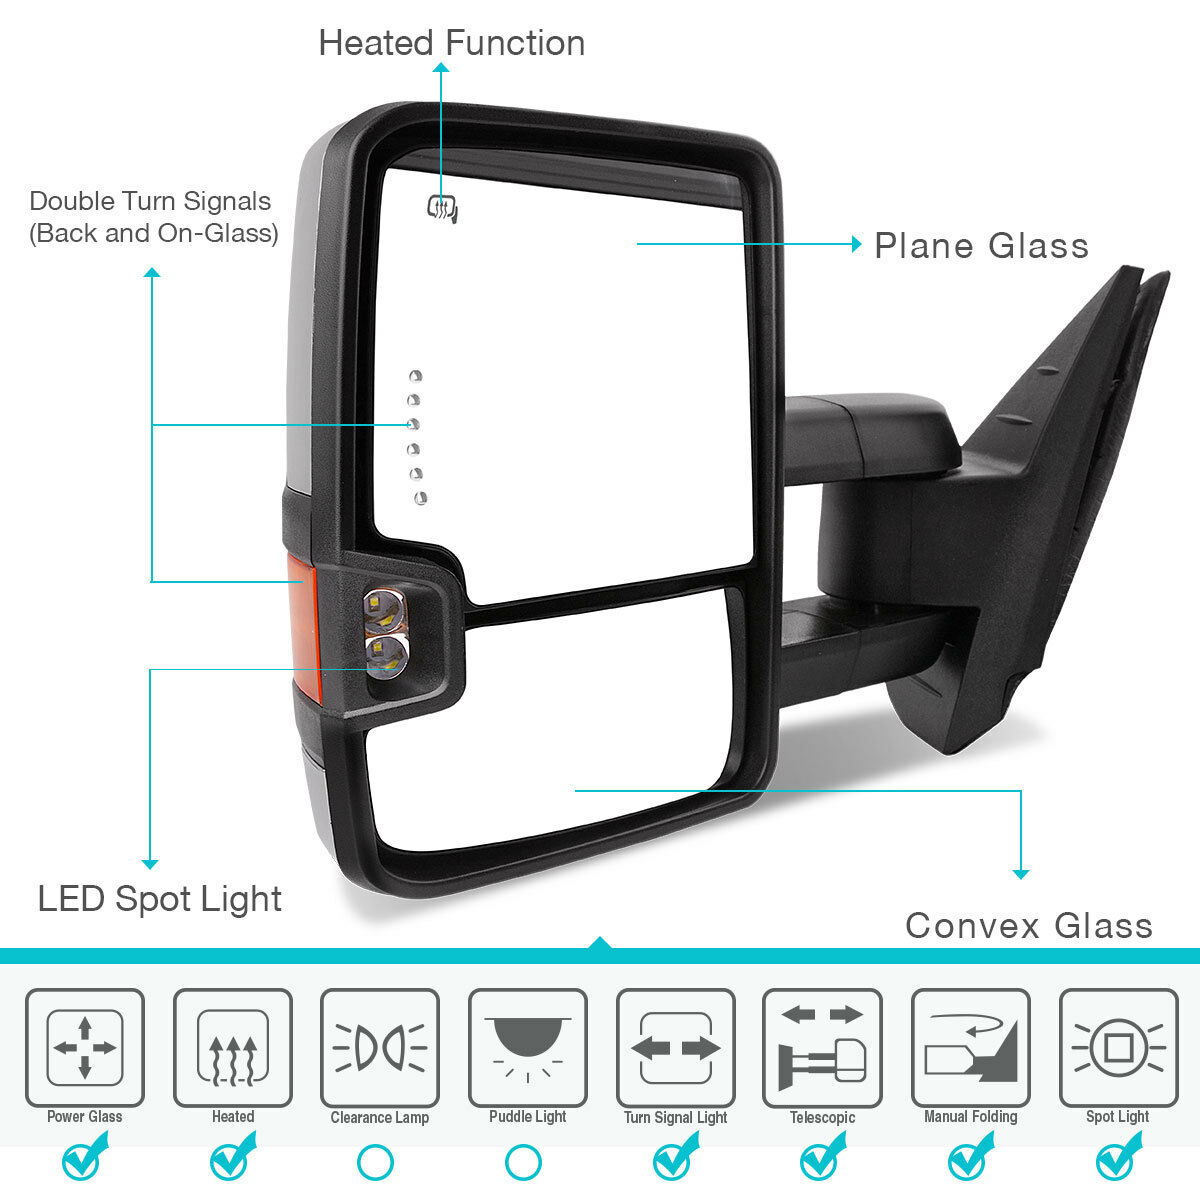 Heated Function
Double Turn Signals
(Back and On-Glass)
Plane Glass
LED Spot Light
Convex Glass
Power Glass
Heated
Clearance Lamp
Puddle Light
Turn Signal Light
Telescopic
Manual Folding
Spot Light